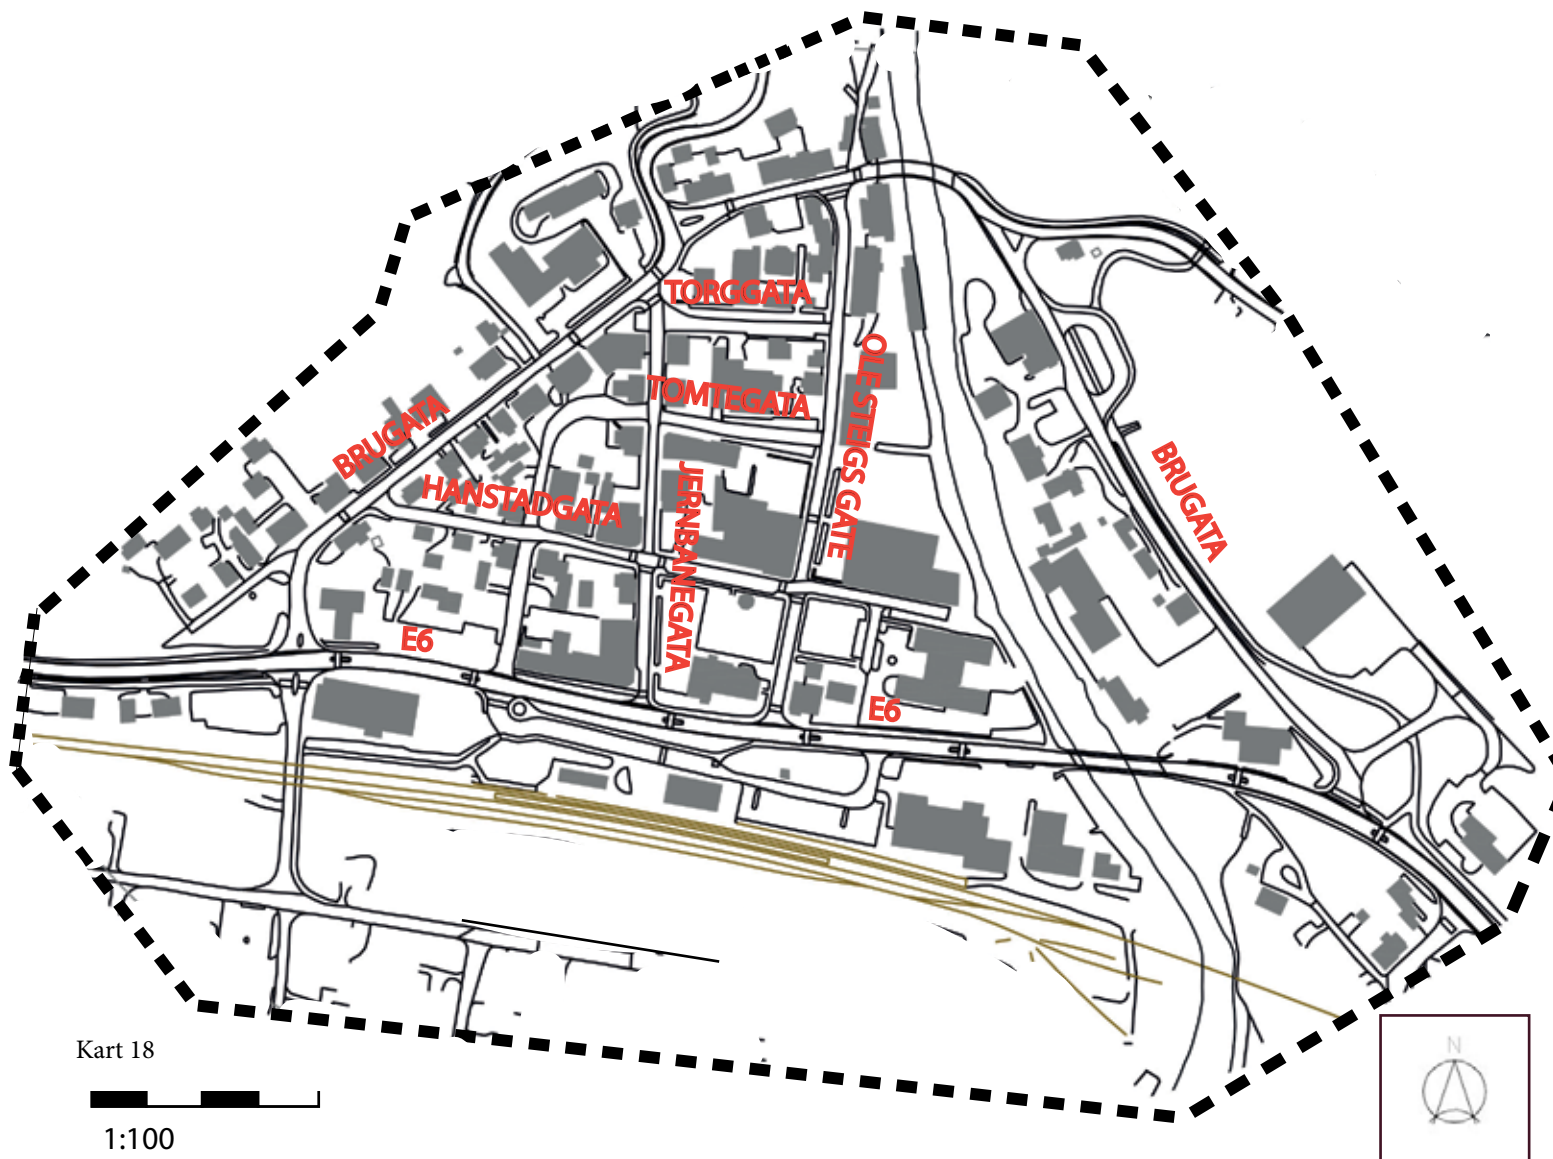 TORGGATA
OLE STEIGS GATE
TOMTEGATA
BRUGATA
BRUGATA
HANSTADGATA
JERNBANEGATA
E6
E6
Kart 18
1:100
N